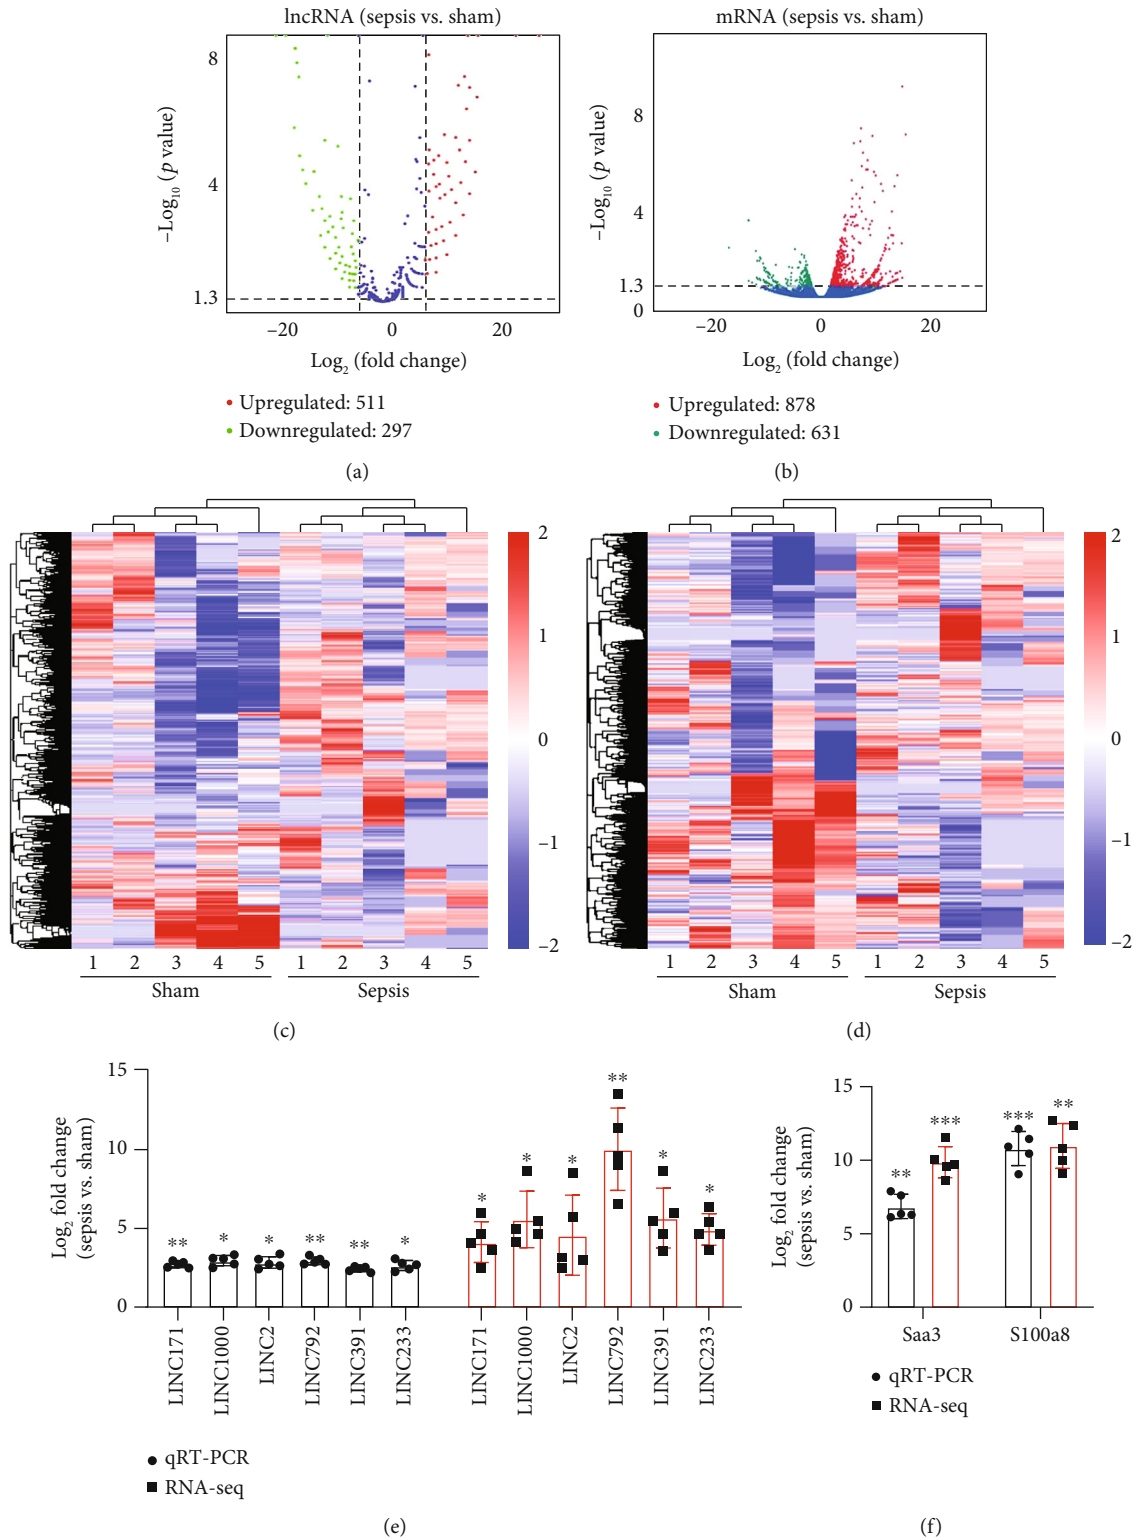 lncRNA (sepsis vs. sham)
8
4
1.3
−Log10 (p value)
−20
0
20
Log2 (fold change)
Upregulated: 511
Downregulated: 297
(a)
mRNA (sepsis vs. sham)
8
4
1.3
0
−Log10 (p value)
−20
0
20
Log2 (fold change)
Upregulated: 878
Downregulated: 631
(b)
2
1
0
−1
−2
1 2 3 4 5 1 2 3 4 5
Sham Sepsis
(c)
2
1
0
−1
−2
1 2 3 4 5 1 2 3 4 5
Sham Sepsis
(d)
15
10
5
0
Log2 fold change
(sepsis vs. sham)
** * * ** ** *
* * * ** * *
LINC171
LINC1000
LINC2
LINC792
LINC391
LINC233
LINC171
LINC1000
LINC2
LINC792
LINC391
LINC233
qRT-PCR
RNA-seq
(e)
15
10
5
0
Log2 fold change
(sepsis vs. sham)
** *** *** **
Saa3 S100a8
qRT-PCR
RNA-seq
(f)